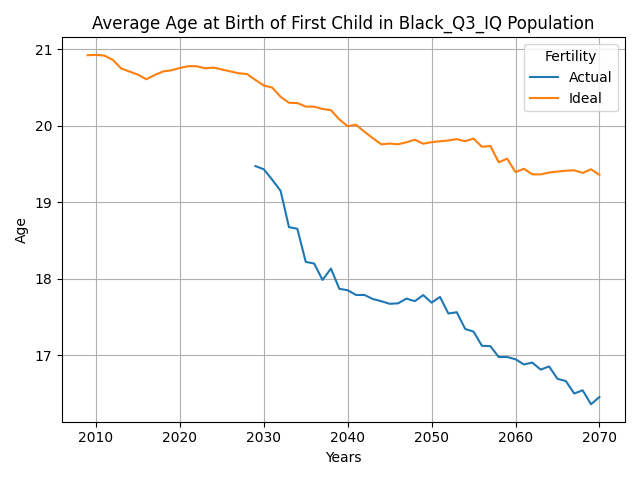 Average Age at Birth of First Child in Black_Q3_IQ Population
Fertility
Actual
Ideal
Age
21
20
19
18
17
2010 2020 2030 2040 2050 2060 2070
Years